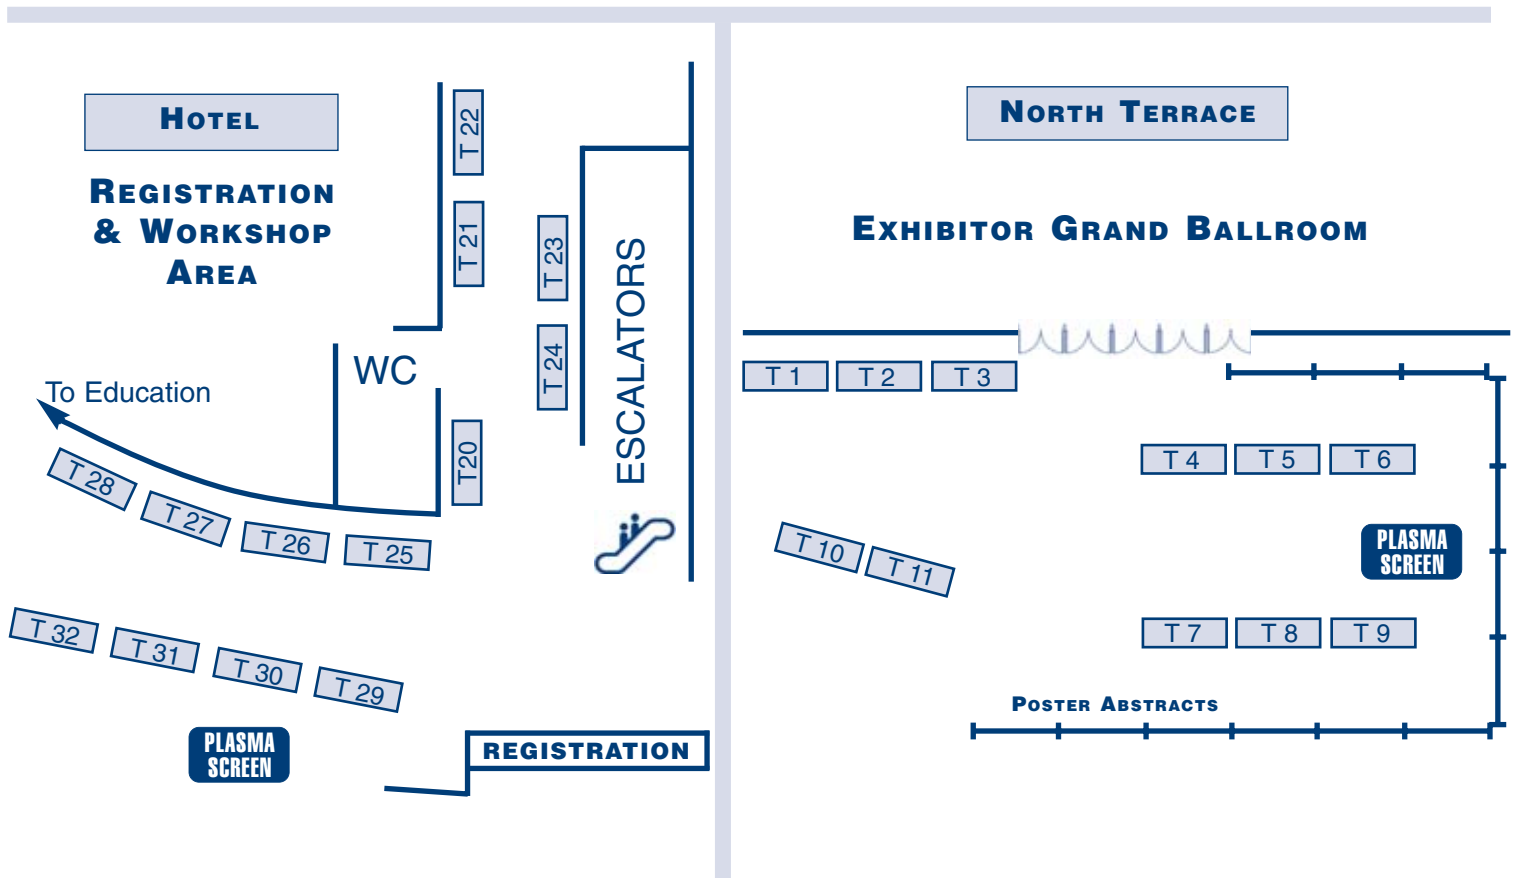 HOTEL
REGISTRATION
& WORKSHOP
AREA
T 22
T 21
T 23
T 24
ESCALATORS
WC
To Education
T20
T 28
T 27
T 26
T 25
T 32
T 31
T 30
T 29
PLASMA
SCREEN
REGISTRATION
NORTH TERRACE
EXHIBITOR GRAND BALLROOM
T 1
T 2
T 3
T 4
T 5
T 6
T 10
T 11
PLASMA
SCREEN
T 7
T 8
T 9
POSTER ABSTRACTS